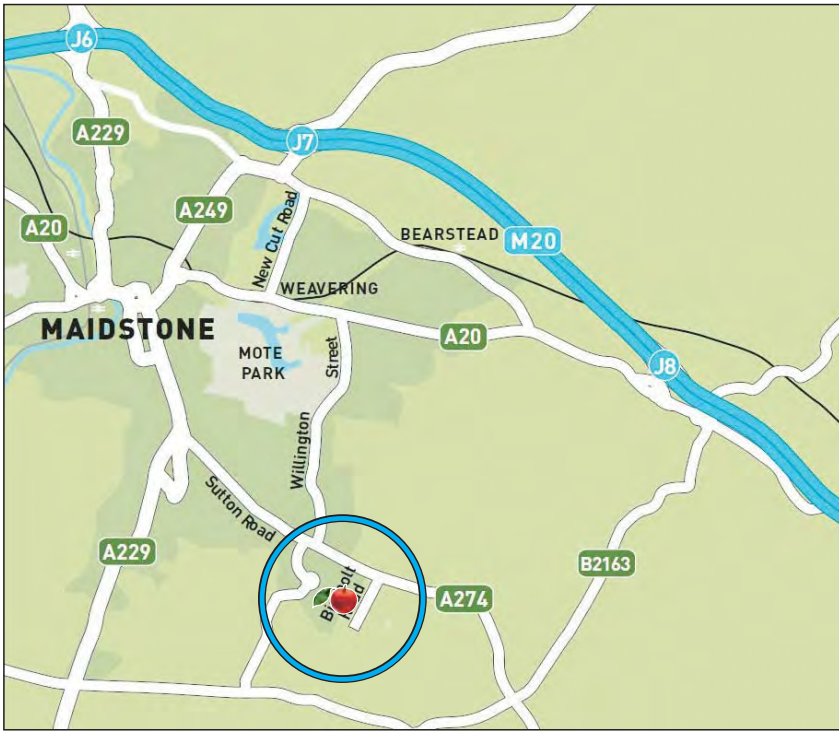 J6
A229
J7
A249
A20
New Cut Road
BEARSTEAD
M20
WEAVERING
MAIDSTONE
MOTE
PARK
Willington Street
A20
J8
Sutton Road
A229
B2163
A274
Road